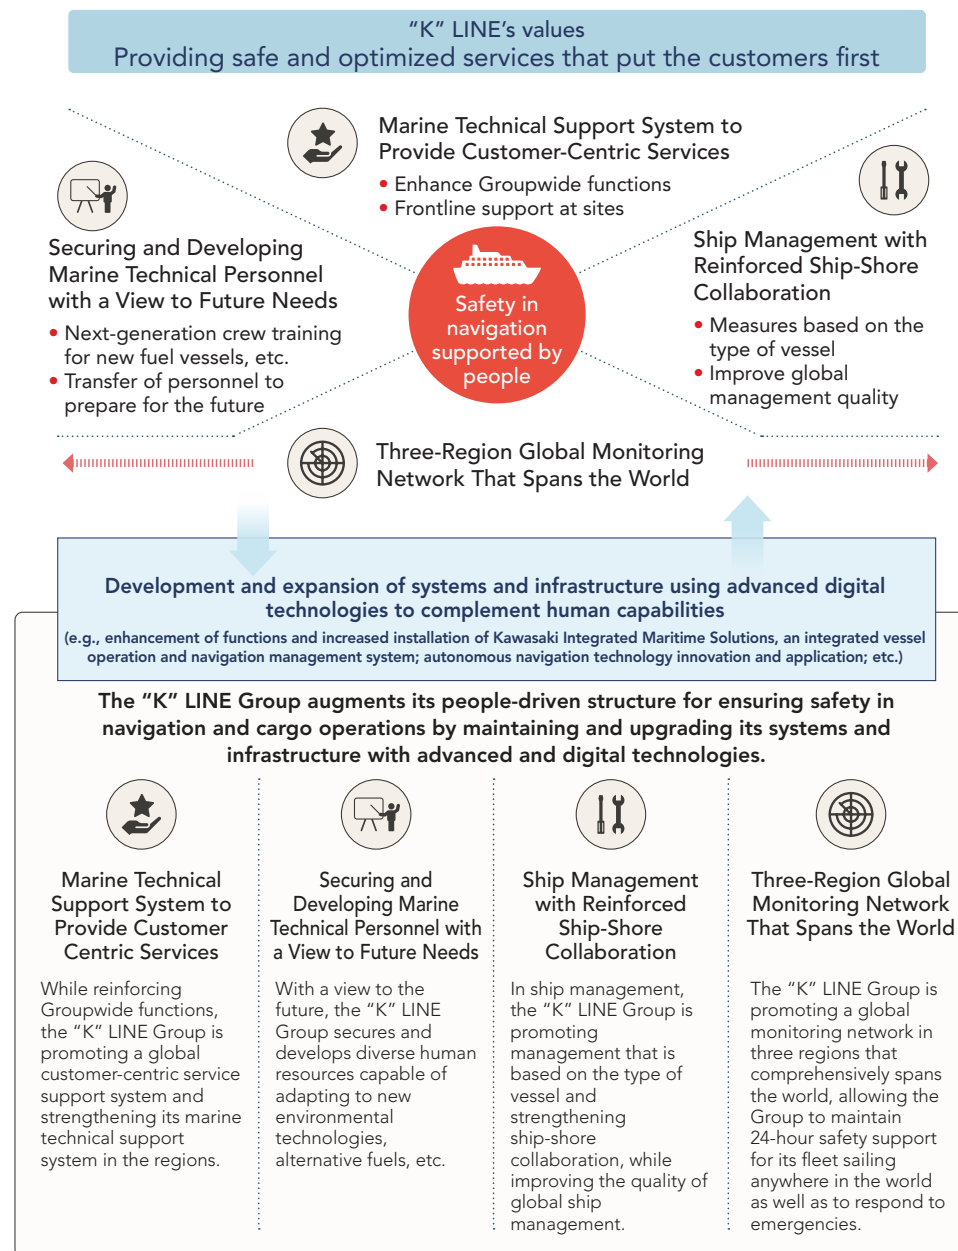 “K” LINE’s values
Providing safe and optimized services that put the customers first
Marine Technical Support System to
Provide Customer-Centric Services
• Enhance Groupwide functions
• Frontline support at sites
Securing and Developing
Marine Technical Personnel
with a View to Future Needs
• Next-generation crew training
for new fuel vessels, etc.
• Transfer of personnel to
prepare for the future
Safety in
navigation
supported by
people
Ship Management with
Reinforced Ship-Shore
Collaboration
• Measures based on the
type of vessel
• Improve global
management quality
Three-Region Global Monitoring
Network That Spans the World
Development and expansion of systems and infrastructure using advanced digital
technologies to complement human capabilities
(e.g., enhancement of functions and increased installation of Kawasaki Integrated Maritime Solutions, an integrated vessel
operation and navigation management system; autonomous navigation technology innovation and application; etc.)
The “K” LINE Group augments its people-driven structure for ensuring safety in
navigation and cargo operations by maintaining and upgrading its systems and
infrastructure with advanced and digital technologies.
Marine Technical
Support System to
Provide Customer
Centric Services
While reinforcing
Groupwide functions,
the “K” LINE Group is
promoting a global
customer-centric service
support system and
strengthening its marine
technical support
system in the regions.
Securing and
Developing Marine
Technical Personnel with
a View to Future Needs
With a view to the
future, the “K” LINE
Group secures and
develops diverse human
resources capable of
adapting to new
environmental
technologies,
alternative fuels, etc.
Ship Management
with Reinforced
Ship-Shore
Collaboration
In ship management,
the “K” LINE Group is
promoting
management that is
based on the type of
vessel and
strengthening
ship-shore
collaboration, while
improving the quality of
global ship
management.
Three-Region Global
Monitoring Network
That Spans the World
The “K” LINE Group is
promoting a global
monitoring network in
three regions that
comprehensively spans
the world, allowing the
Group to maintain
24-hour safety support
for its fleet sailing
anywhere in the world
as well as to respond to
emergencies.